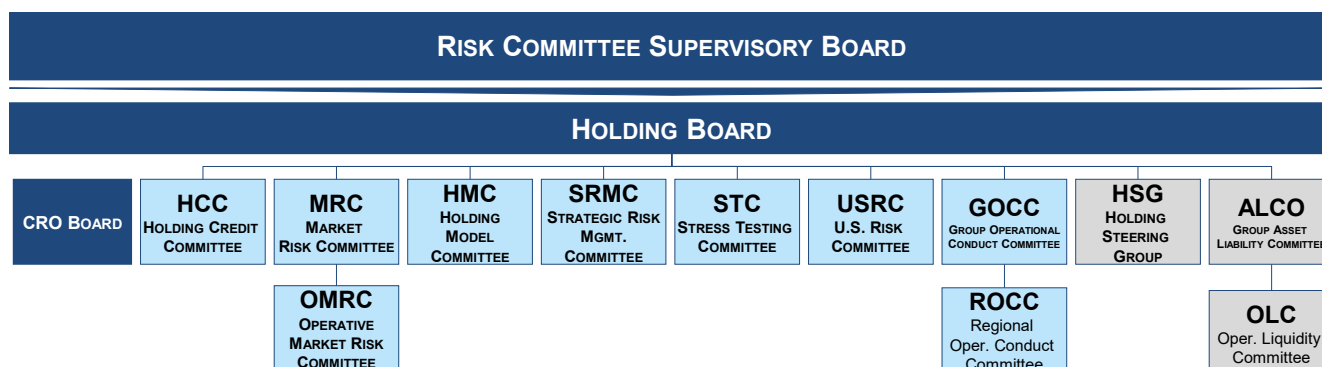 RISK COMMITTEE SUPERVISORY BOARD
HOLDING BOARD
CRO BOARD
HCC
HOLDING CREDIT
COMMITTEE
MRC
MARKET
RISK COMMITTEE
HMC
HOLDING
MODEL
COMMITTEE
SRMC
STRATEGIC RISK
MGMT.
COMMITTEE
STC
STRESS TESTING
COMMITTEE
USRC
U.S. RISK
COMMITTEE
GOCC
GROUP OPERATIONAL
CONDUCT COMMITTEE
HSG
HOLDING
STEERING
GROUP
ALCO
GROUP ASSET
LIABILITY COMMITTEE
OMRC
OPERATIVE
MARKET RISK
COMMITTEE
ROCC
Regional
Oper. Conduct
Committee
OLC
Oper. Liquidity
Committee